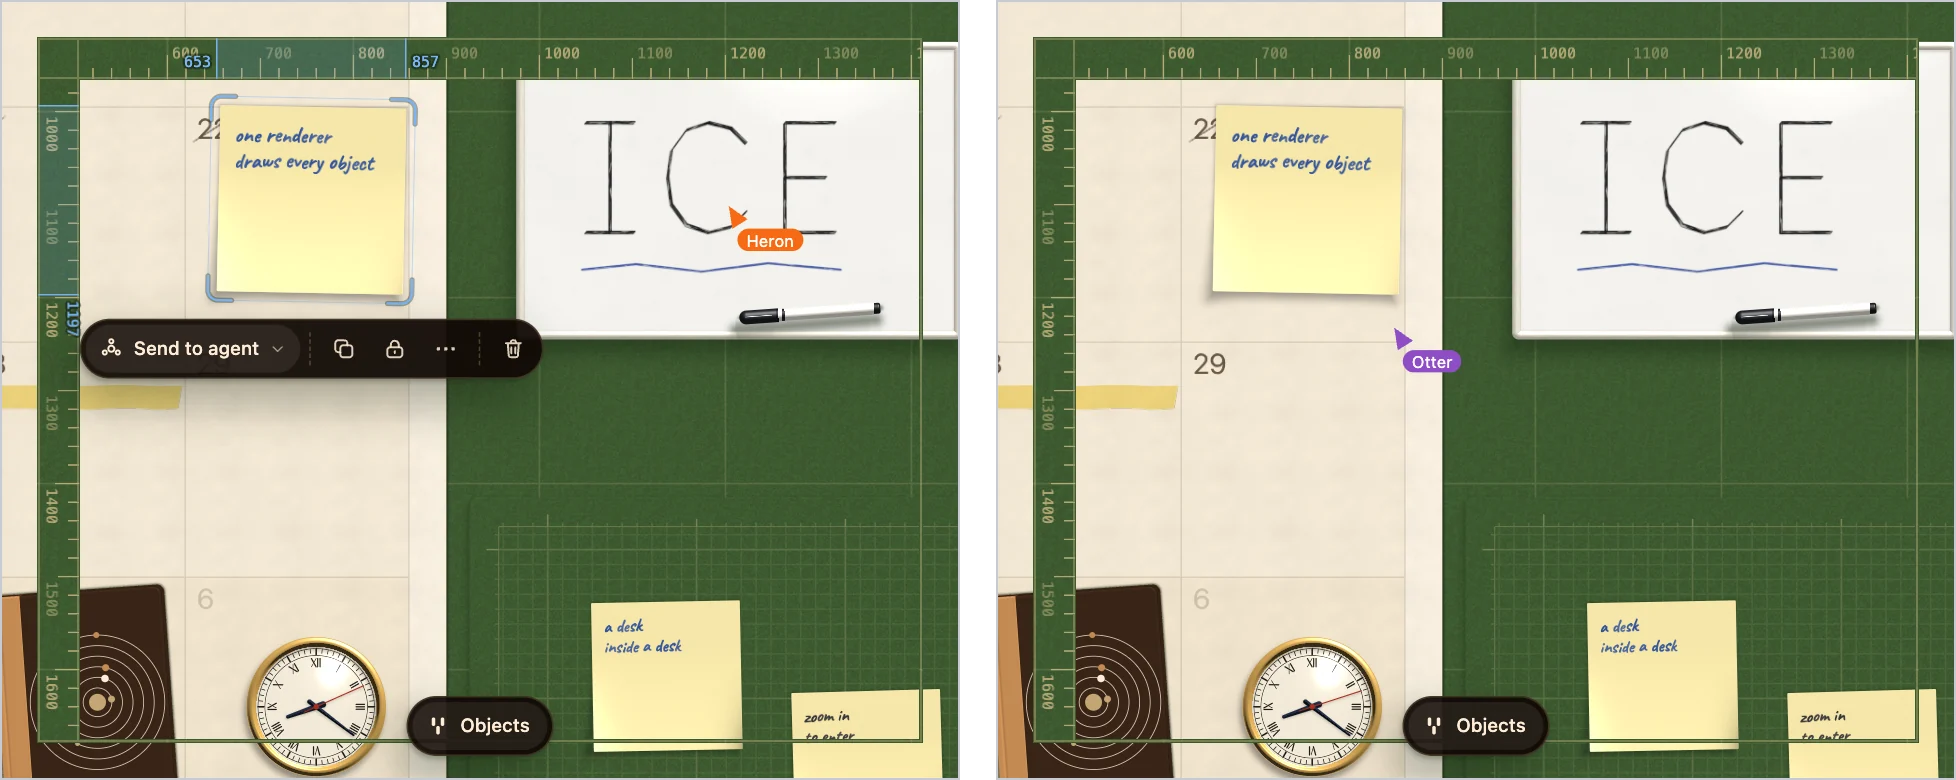 600 700 800 900 1000 1100 1200 1300
653 857
1000
1100
1200
1197
1300
1400
1500
1600
22
one renderer
draws every object
ICE
Heron
Send to agent
29
6
a desk
inside a desk
zoom in
to enter
XII
Objects
600 700 800 900 1000 1100 1200 1300
1000
1100
1200
1300
1400
1500
1600
22
one renderer
draws every object
ICE
Otter
29
6
a desk
inside a desk
zoom in
to enter
XII
Objects